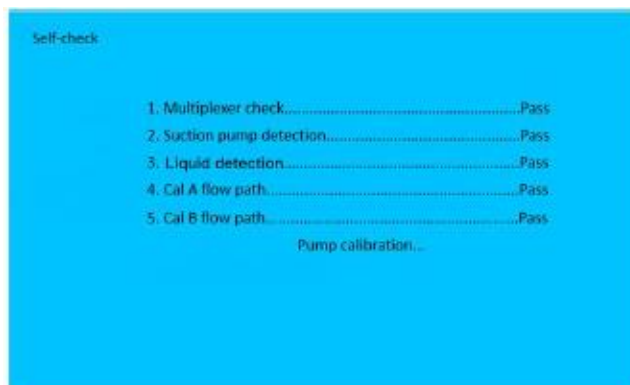 Self-check
1. Multiplexer check......................................................Pass
2. Suction pump detection............................................Pass
3. Liquid detection......................................................Pass
4. Cal A flow path..........................................................Pass
5. Cal B flow path..........................................................Pass
Pump calibration...